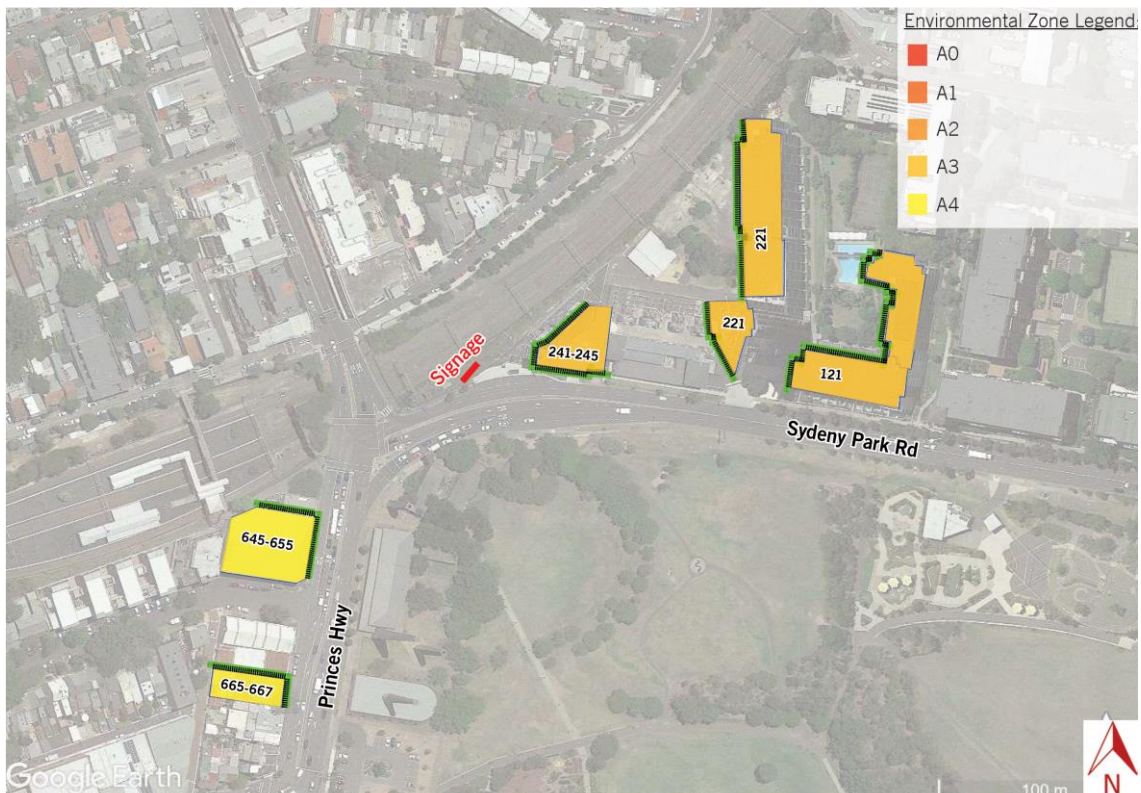 Environmental Zone Legend:
A0
A1
A2
A3
A4
221
221
241-245
Signage
121
Sydeny Park Rd
645-655
Princes Hwy
665-667
Google Earth
100 m
N